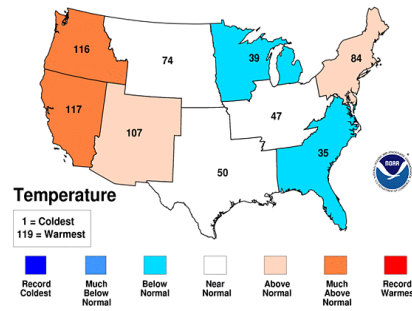 116
74
39
84
117
107
47
35
50
NOAA
Temperature
1 = Coldest
119 = Warmest
Record
Coldest
Much
Below
Normal
Below
Normal
Near
Normal
Above
Normal
Much
Above
Normal
Record
Warmes